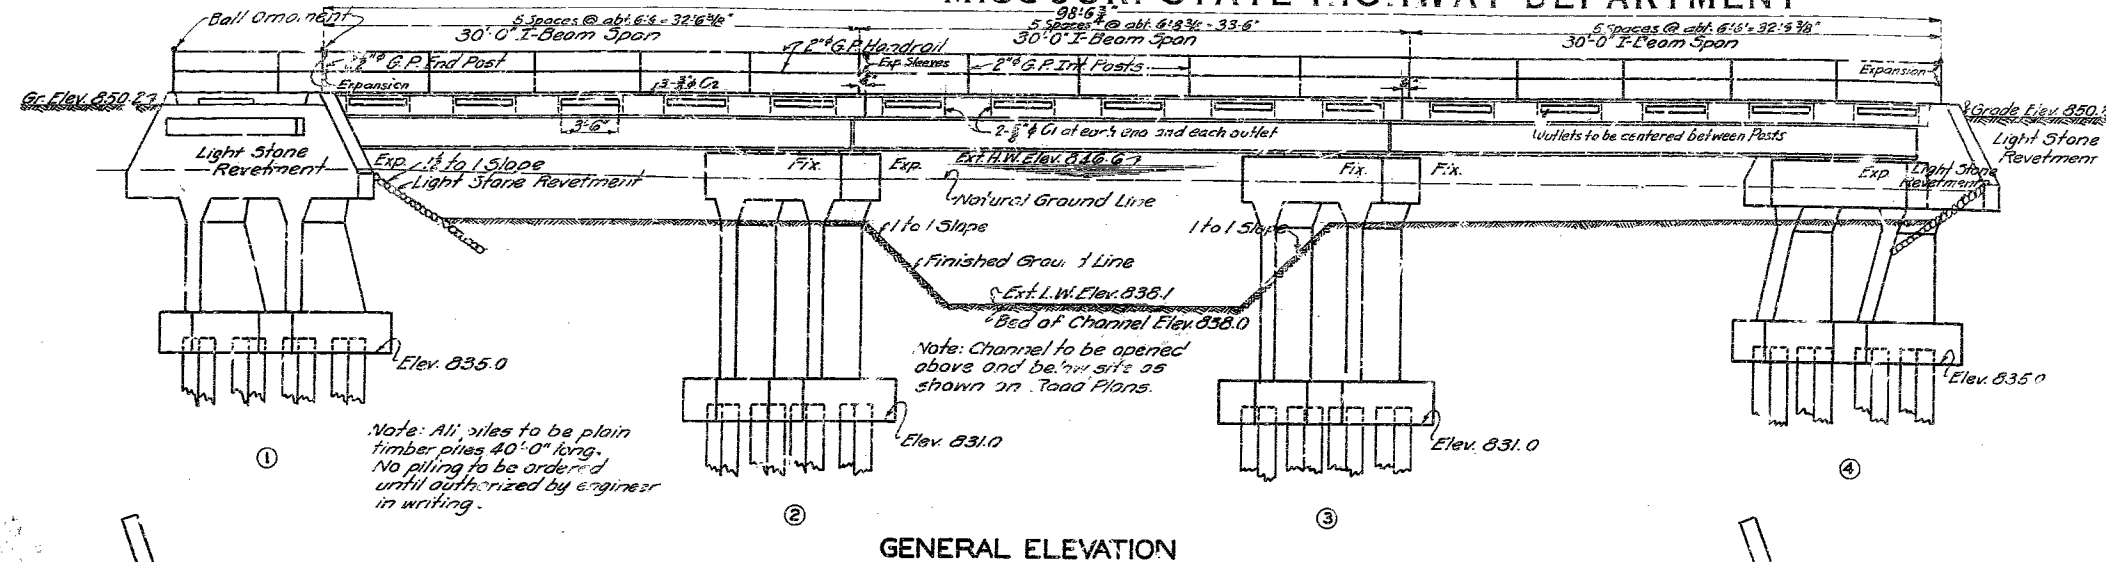 MISSOURI STATE HIGHWAY DEPARTMENT
98'-6¾"
Ball Ornament
5 Spaces @ abt. 6'-6" = 32'-6⅜"
5 Spaces @ abt. 6'-8⅜" = 33'-6"
5 Spaces @ abt. 6'-6" = 32'-6⅜"
30'-0" I-Beam Span
30'-0" I-Beam Span
30'-0" I-Beam Span
2"⌀ G.P. Handrail
G.P. End Post
Exp. Sleeves
2"⌀ G.P. Int. Posts
Expansion
Expansion
Gr. Elev. 850.2
Grade Elev. 850.
3'-6"
at each end and each outlet
Outlets to be centered between Posts
Light Stone
Revetment
Light Stone
Revetment
Exp.
1½ to 1 Slope
Light Stone Revetment
Fix.
Exp.
Ext. H.W. Elev. 846.6
Fix.
Fix.
Exp.
Light Stone
Revetment
Natural Ground Line
1 to 1 Slope
1 to 1 Slope
Finished Ground Line
Ext. L.W. Elev. 838.1
Bed of Channel Elev. 838.0
Note: Channel to be opened
above and below site as
shown on Road Plans.
Elev. 835.0
Elev. 835.0
Elev. 831.0
Elev. 831.0
Note: All piles to be plain
timber piles 40'-0" long.
No piling to be ordered
until authorized by engineer
in writing.
1
2
3
4
GENERAL ELEVATION